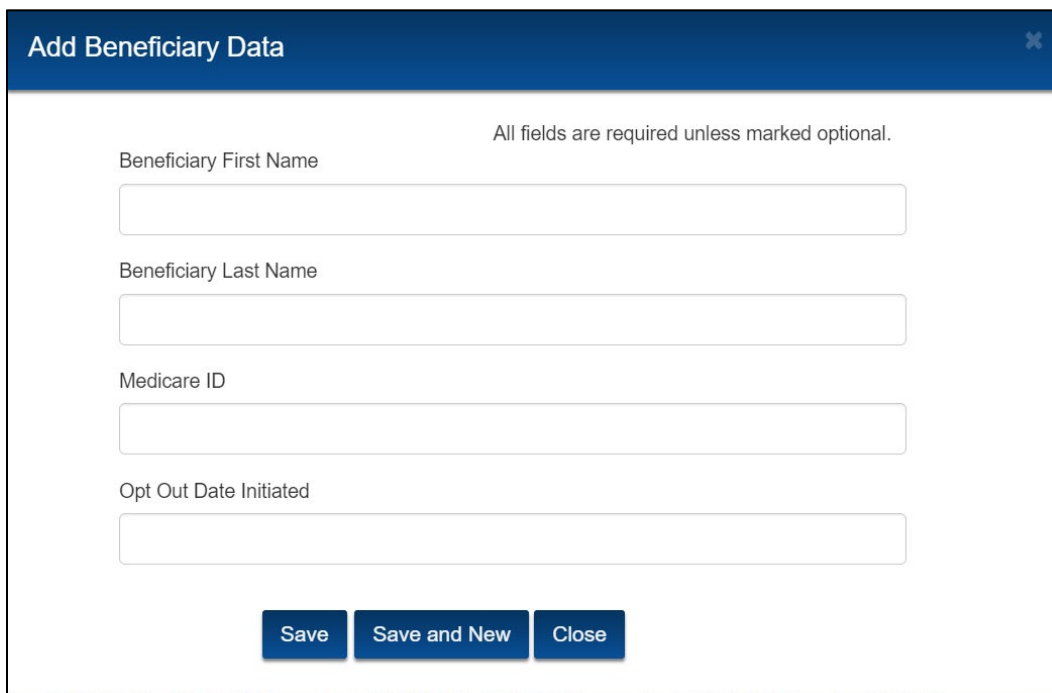 Add Beneficiary Data
All fields are required unless marked optional.
Beneficiary First Name
Beneficiary Last Name
Medicare ID
Opt Out Date Initiated
Save Save and New Close